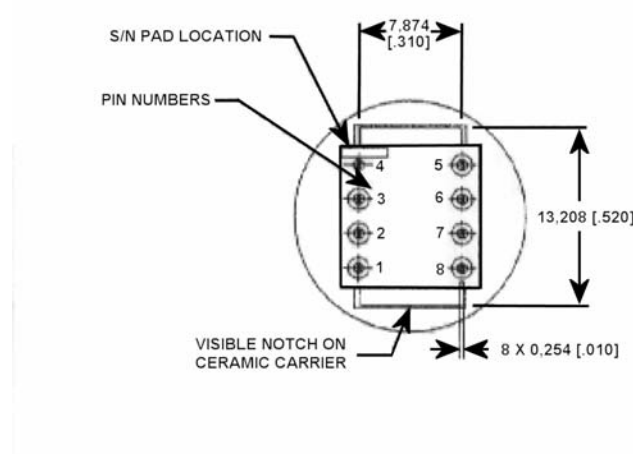 7,874
[.310]
S/N PAD LOCATION
PIN NUMBERS
4 5
3 6
2 7
1 8
13,208 [.520]
VISIBLE NOTCH ON
CERAMIC CARRIER
8 X 0,254 [.010]